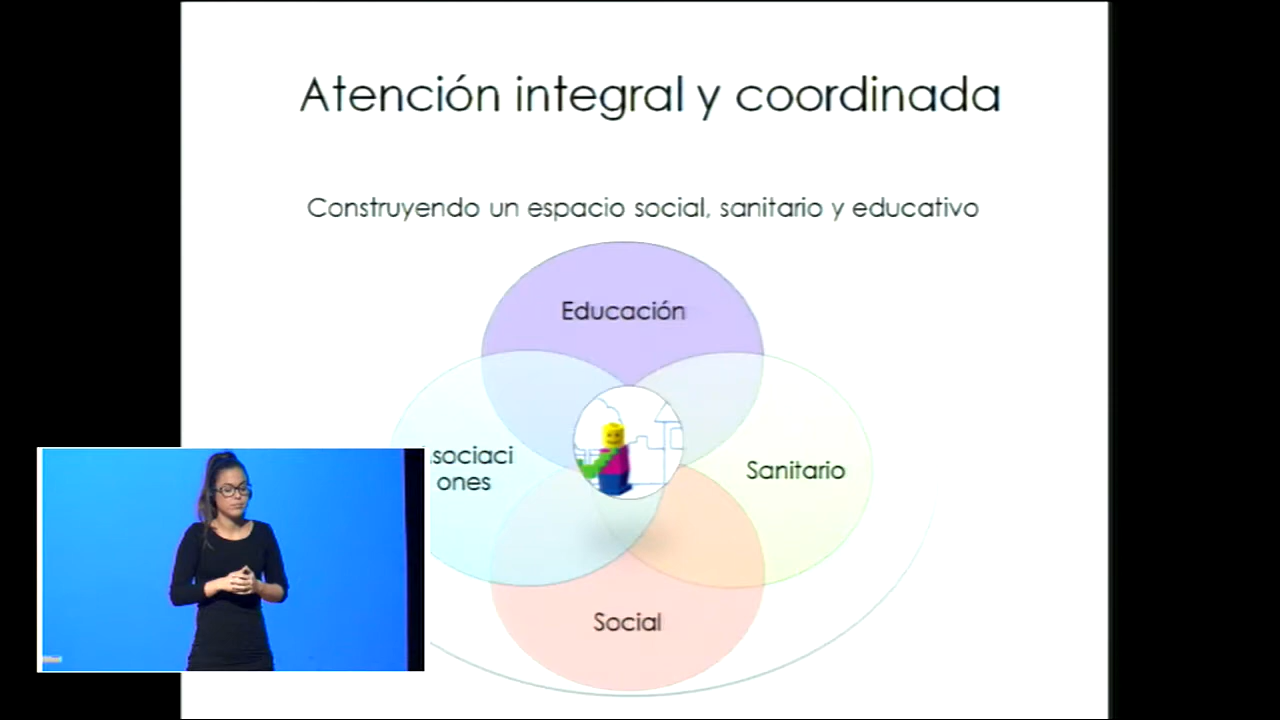 Atención integral y coordinada
Construyendo un espacio social, sanitario y educativo
Educación
sociaci
ones
Sanitario
Social